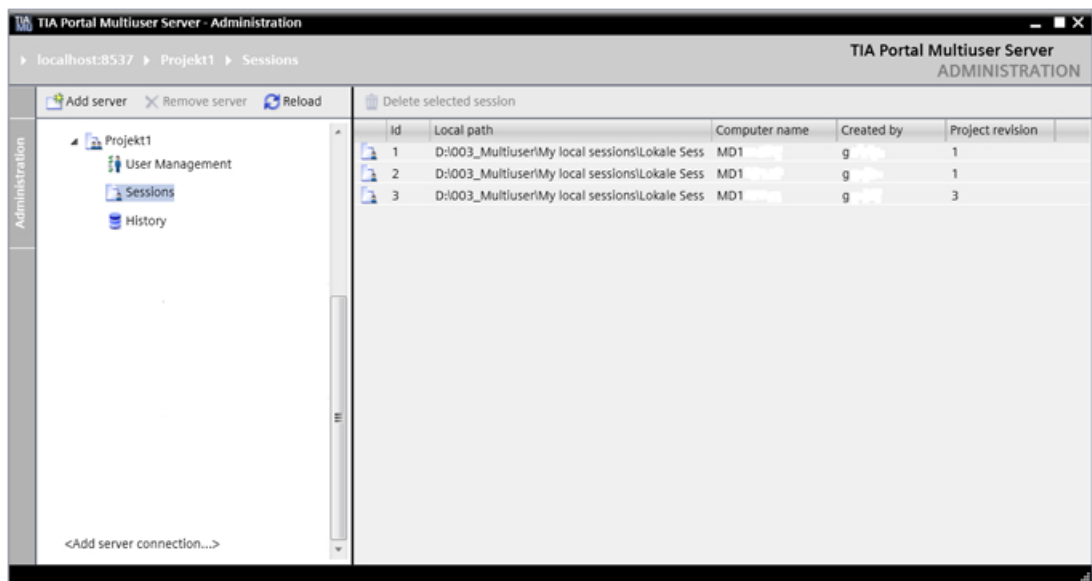 TIA MU TIA Portal Multiuser Server - Administration
localhost:8537 Projekt1 Sessions
TIA Portal Multiuser Server
ADMINISTRATION
Add server Remove server Reload
Delete selected session
Administration
Projekt1
User Management
Sessions
History
<Add server connection...>
Id Local path Computer name Created by Project revision
1 D:\003_Multiuser\My local sessions\Lokale Sess MD1 g 1
2 D:\003_Multiuser\My local sessions\Lokale Sess MD1 g 1
3 D:\003_Multiuser\My local sessions\Lokale Sess MD1 g 3